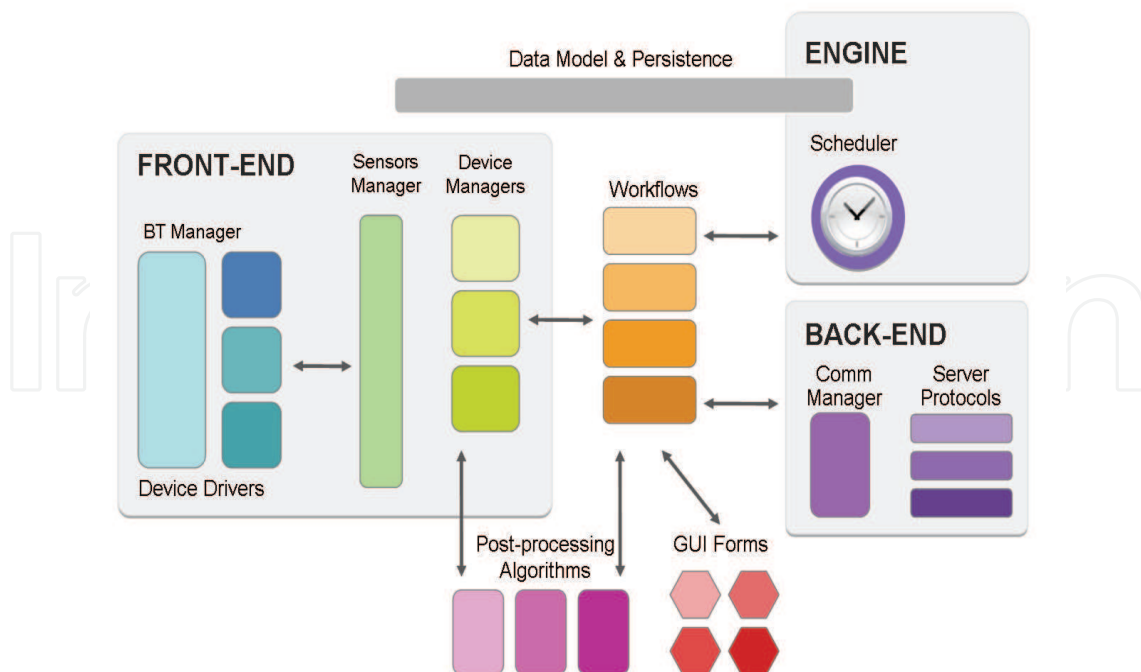 Data Model & Persistence
ENGINE
Scheduler
FRONT-END
Sensors
Manager
Device
Managers
BT Manager
Device Drivers
Workflows
BACK-END
Comm
Manager
Server
Protocols
Post-processing
Algorithms
GUI Forms